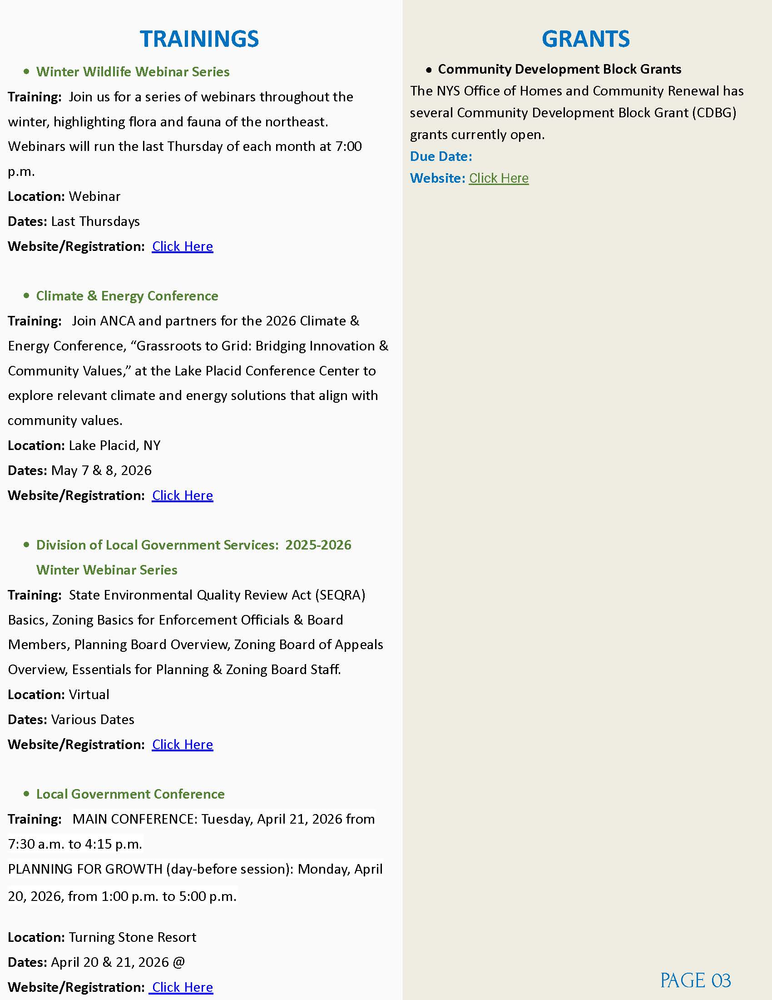 TRAININGS
• Winter Wildlife Webinar Series
Training:  Join us for a series of webinars throughout the
winter, highlighting flora and fauna of the northeast.
Webinars will run the last Thursday of each month at 7:00
p.m.
Location: Webinar
Dates: Last Thursdays
Website/Registration:  Click Here
• Climate & Energy Conference
Training:   Join ANCA and partners for the 2026 Climate &
Energy Conference, “Grassroots to Grid: Bridging Innovation &
Community Values,” at the Lake Placid Conference Center to
explore relevant climate and energy solutions that align with
community values.
Location: Lake Placid, NY
Dates: May 7 & 8, 2026
Website/Registration:  Click Here
• Division of Local Government Services:  2025-2026
Winter Webinar Series
Training:  State Environmental Quality Review Act (SEQRA)
Basics, Zoning Basics for Enforcement Officials & Board
Members, Planning Board Overview, Zoning Board of Appeals
Overview, Essentials for Planning & Zoning Board Staff.
Location: Virtual
Dates: Various Dates
Website/Registration:  Click Here
• Local Government Conference
Training:   MAIN CONFERENCE: Tuesday, April 21, 2026 from
7:30 a.m. to 4:15 p.m.
PLANNING FOR GROWTH (day-before session): Monday, April
20, 2026, from 1:00 p.m. to 5:00 p.m.
Location: Turning Stone Resort
Dates: April 20 & 21, 2026 @
Website/Registration:  Click Here
GRANTS
• Community Development Block Grants
The NYS Office of Homes and Community Renewal has
several Community Development Block Grant (CDBG)
grants currently open.
Due Date:
Website: Click Here
PAGE 03